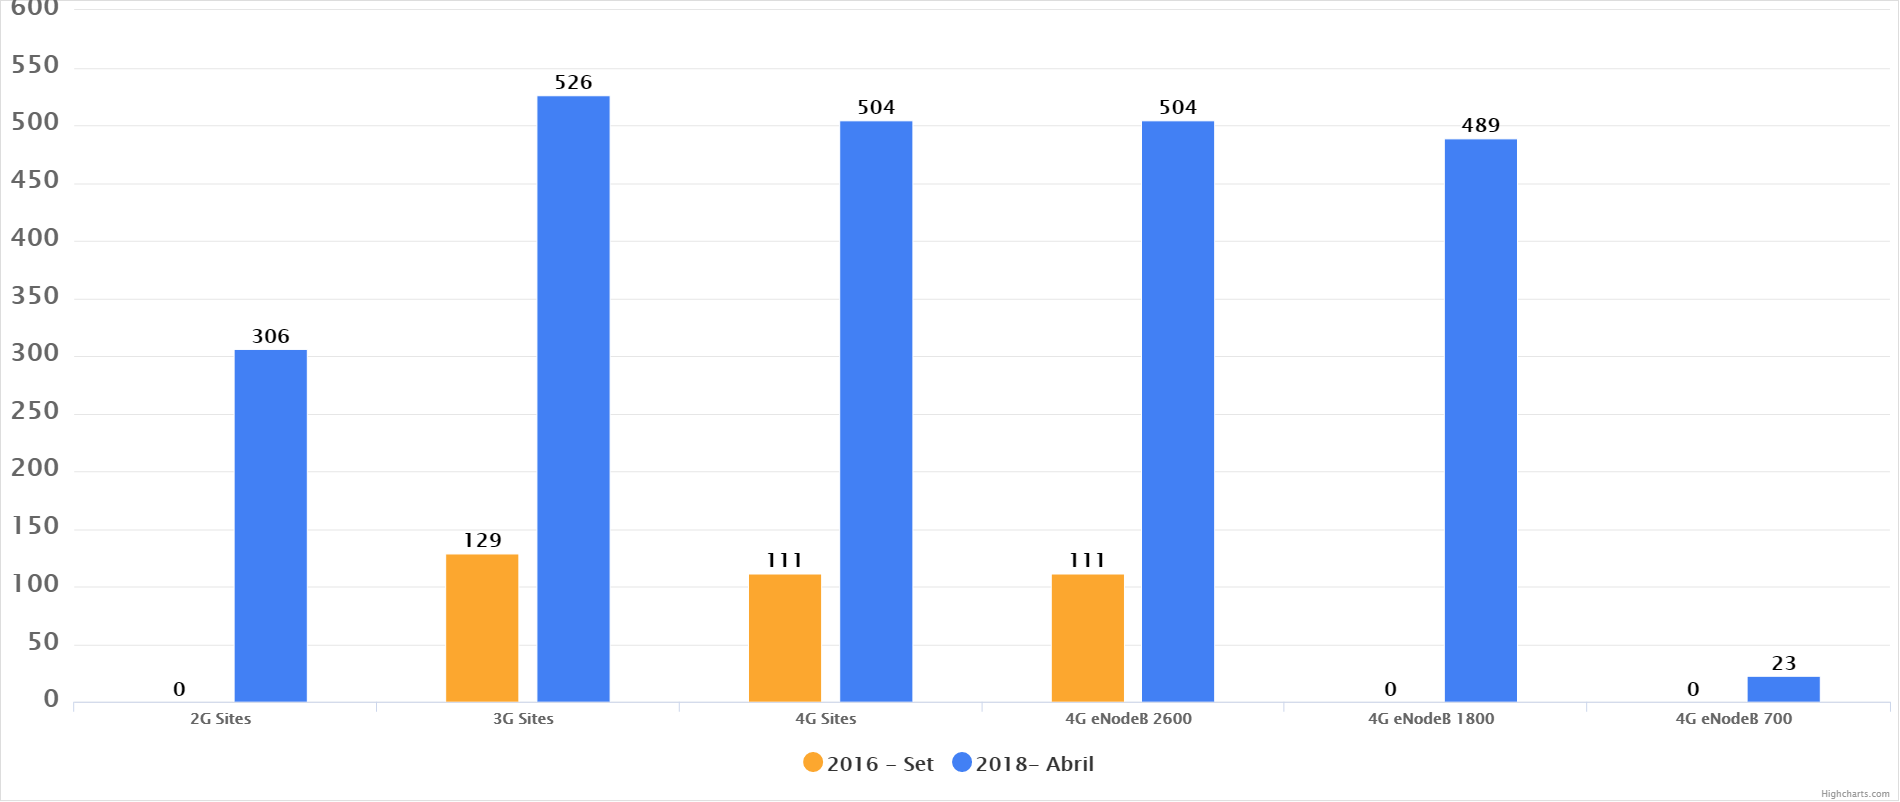 600
550
500
450
400
350
300
250
200
150
100
50
0
306
526
504
504
489
129
111
111
0
0
0
23
2G Sites
3G Sites
4G Sites
4G eNodeB 2600
4G eNodeB 1800
4G eNodeB 700
2016 - Set
2018- Abril
Highcharts.com